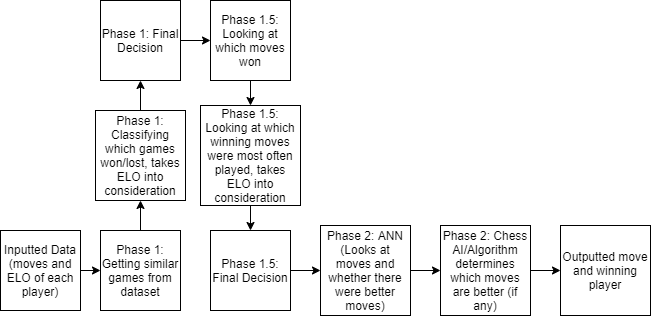 Phase 1: Final
Decision
Phase 1.5:
Looking at
which moves
won
Phase 1:
Classifying
which games
won/lost, takes
ELO into
consideration
Phase 1.5:
Looking at which
winning moves
were most often
played, takes
ELO into
consideration
Inputted Data
(moves and
ELO of each
player)
Phase 1:
Getting similar
games from
dataset
Phase 1.5:
Final Decision
Phase 2: ANN
(Looks at
moves and
whether there
were better
moves)
Phase 2: Chess
AI/Algorithm
determines
which moves
are better (if
any)
Outputted move
and winning
player